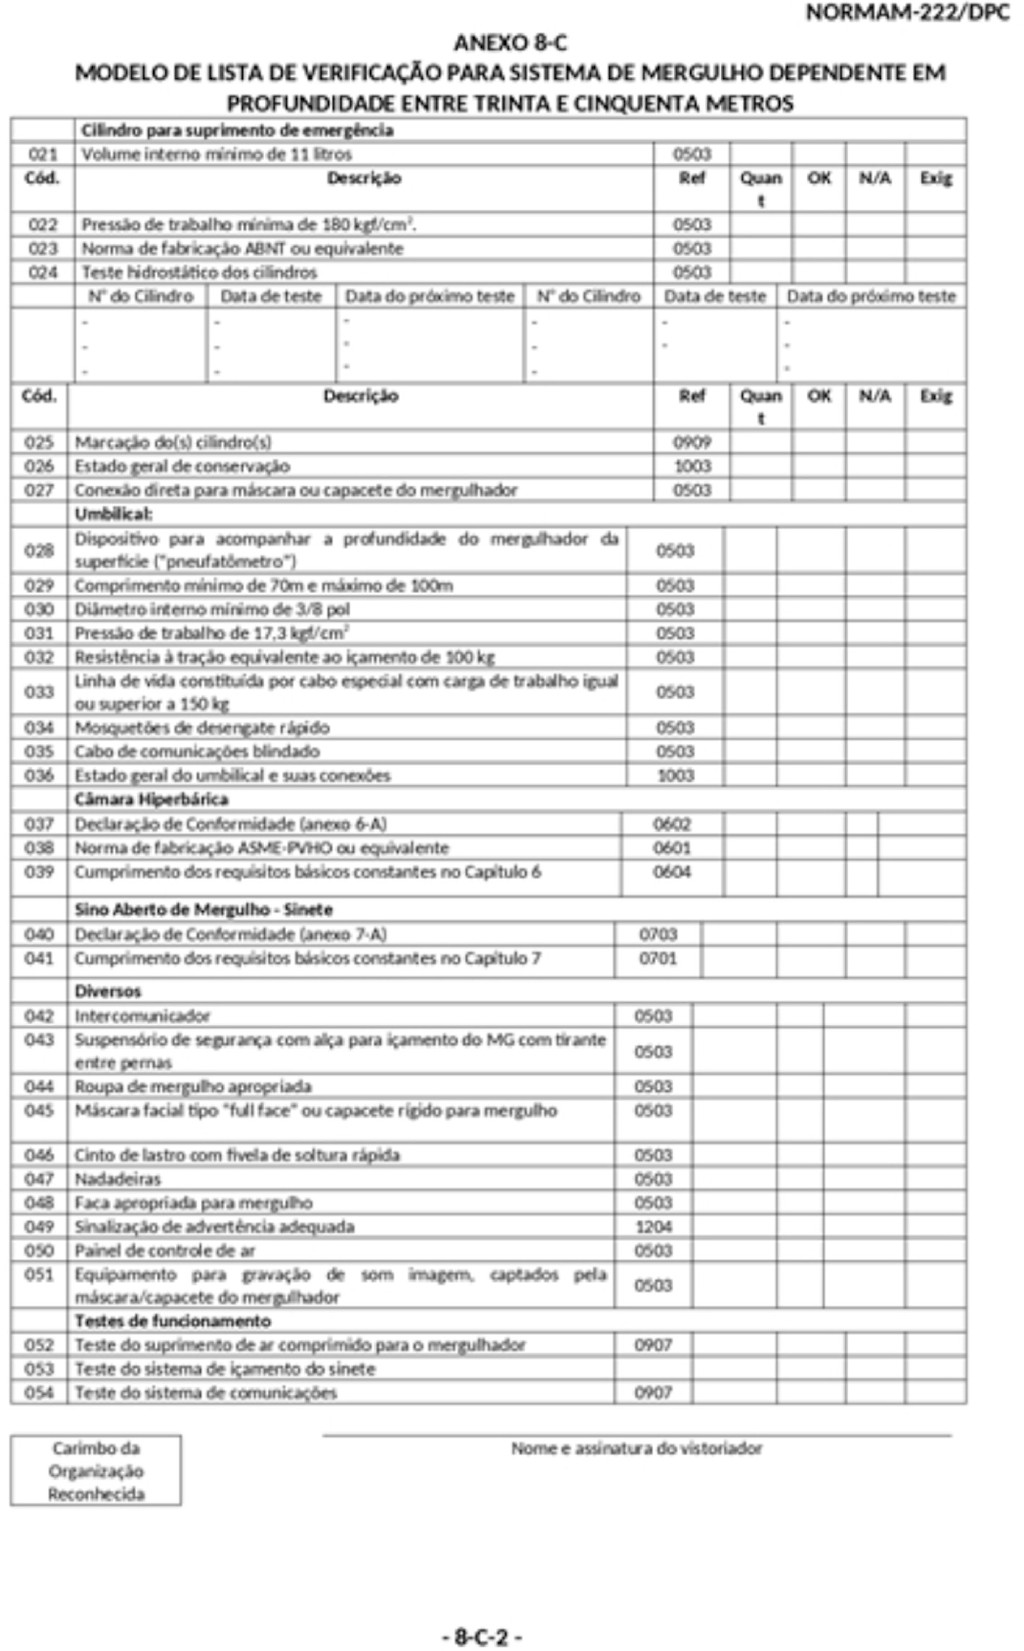 NORMAM-222/DPC
ANEXO 8-C
MODELO DE LISTA DE VERIFICAÇÃO PARA SISTEMA DE MERGULHO DEPENDENTE EM
PROFUNDIDADE ENTRE TRINTA E CINQUENTA METROS
Cilindro para suprimento de emergência
021 Volume interno mínimo de 11 litros 0503
Cód. Descrição Ref Quan OK N/A Exig
t
022 Pressão de trabalho mínima de 180 kgf/cm².  0503
023 Norma de fabricação ABNT ou equivalente 0503
024 Teste hidrostático dos cilindros 0503
N° do Cilindro Data de teste Data do próximo teste N° do Cilindro Data de teste Data do próximo teste
- - - - - -
- - - - - -
- - - - -
Cód. Descrição Ref Quan OK N/A Exig
t
025 Marcação do(s) cilindro(s) 0909
026 Estado geral de conservação 1003
027 Conexão direta para máscara ou capacete do mergulhador 0503
Umbilical:
028 Dispositivo para acompanhar a profundidade do mergulhador da 0503
superfície ("pneufatômetro")
029 Comprimento mínimo de 70m e máximo de 100m 0503
030 Diâmetro interno mínimo de 3/8 pol 0503
031 Pressão de trabalho de 17,3 kgf/cm² 0503
032 Resistência à tração equivalente ao içamento de 100 kg 0503
033 Linha de vida constituída por cabo especial com carga de trabalho igual 0503
ou superior a 150 kg
034 Mosquetões de desengate rápido 0503
035 Cabo de comunicações blindado 0503
036 Estado geral do umbilical e suas conexões 1003
Câmara Hiperbárica
037 Declaração de Conformidade (anexo 6-A) 0602
038 Norma de fabricação ASME-PVHO ou equivalente 0601
039 Cumprimento dos requisitos básicos constantes no Capítulo 6 0604
Sino Aberto de Mergulho - Sinete
040 Declaração de Conformidade (anexo 7-A) 0703
041 Cumprimento dos requisitos básicos constantes no Capítulo 7 0701
Diversos
042 Intercomunicador 0503
043 Suspensório de segurança com alça para içamento do MG com tirante 0503
entre pernas
044 Roupa de mergulho apropriada 0503
045 Máscara facial tipo "full face" ou capacete rígido para mergulho 0503
046 Cinto de lastro com fivela de soltura rápida 0503
047 Nadadeiras 0503
048 Faca apropriada para mergulho 0503
049 Sinalização de advertência adequada 1204
050 Painel de controle de ar 0503
051 Equipamento para gravação de som imagem, captados pela 0503
máscara/capacete do mergulhador
Testes de funcionamento
052 Teste do suprimento de ar comprimido para o mergulhador 0907
053 Teste do sistema de içamento do sinete
054 Teste do sistema de comunicações 0907
Carimbo da
Organização
Reconhecida
Nome e assinatura do vistoriador
- 8-C-2 -